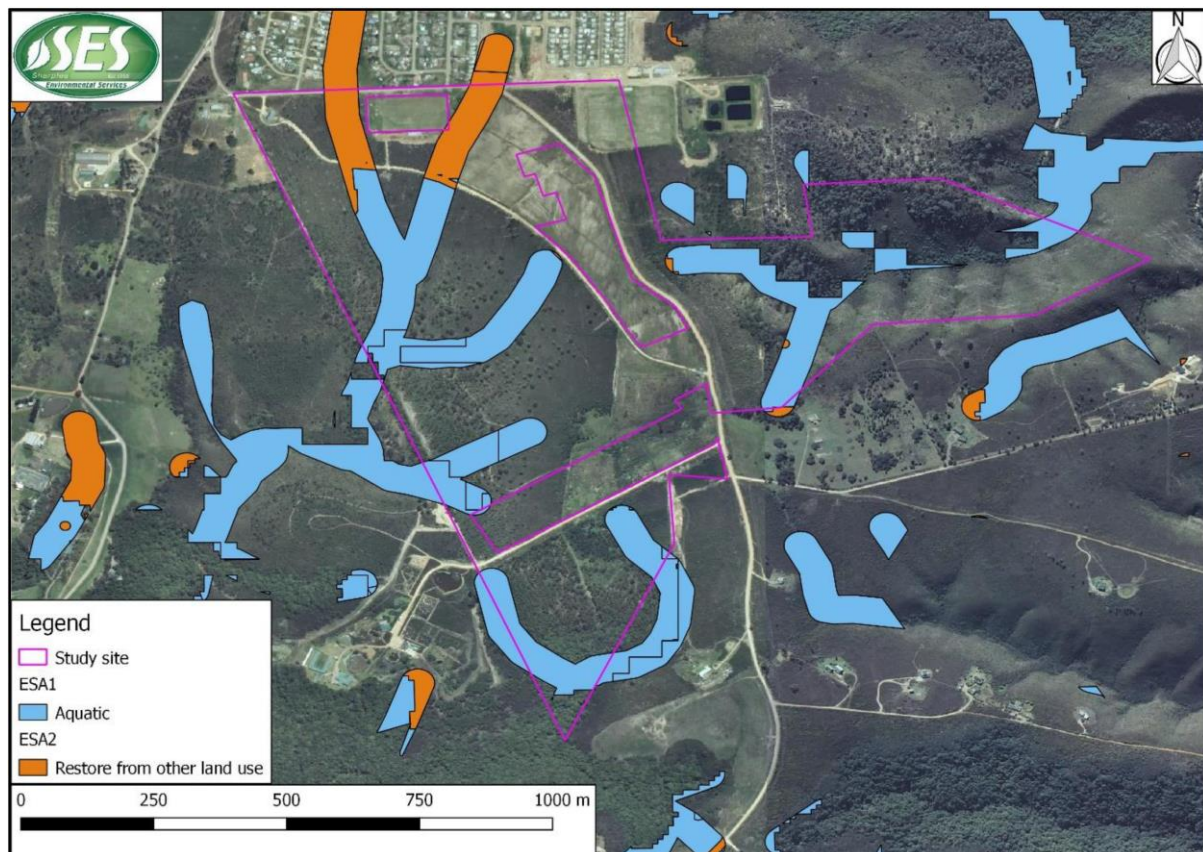 SES
Environmental Services
N
Legend
Study site
ESA1
Aquatic
ESA2
Restore from other land use
0 250 500 750 1000 m